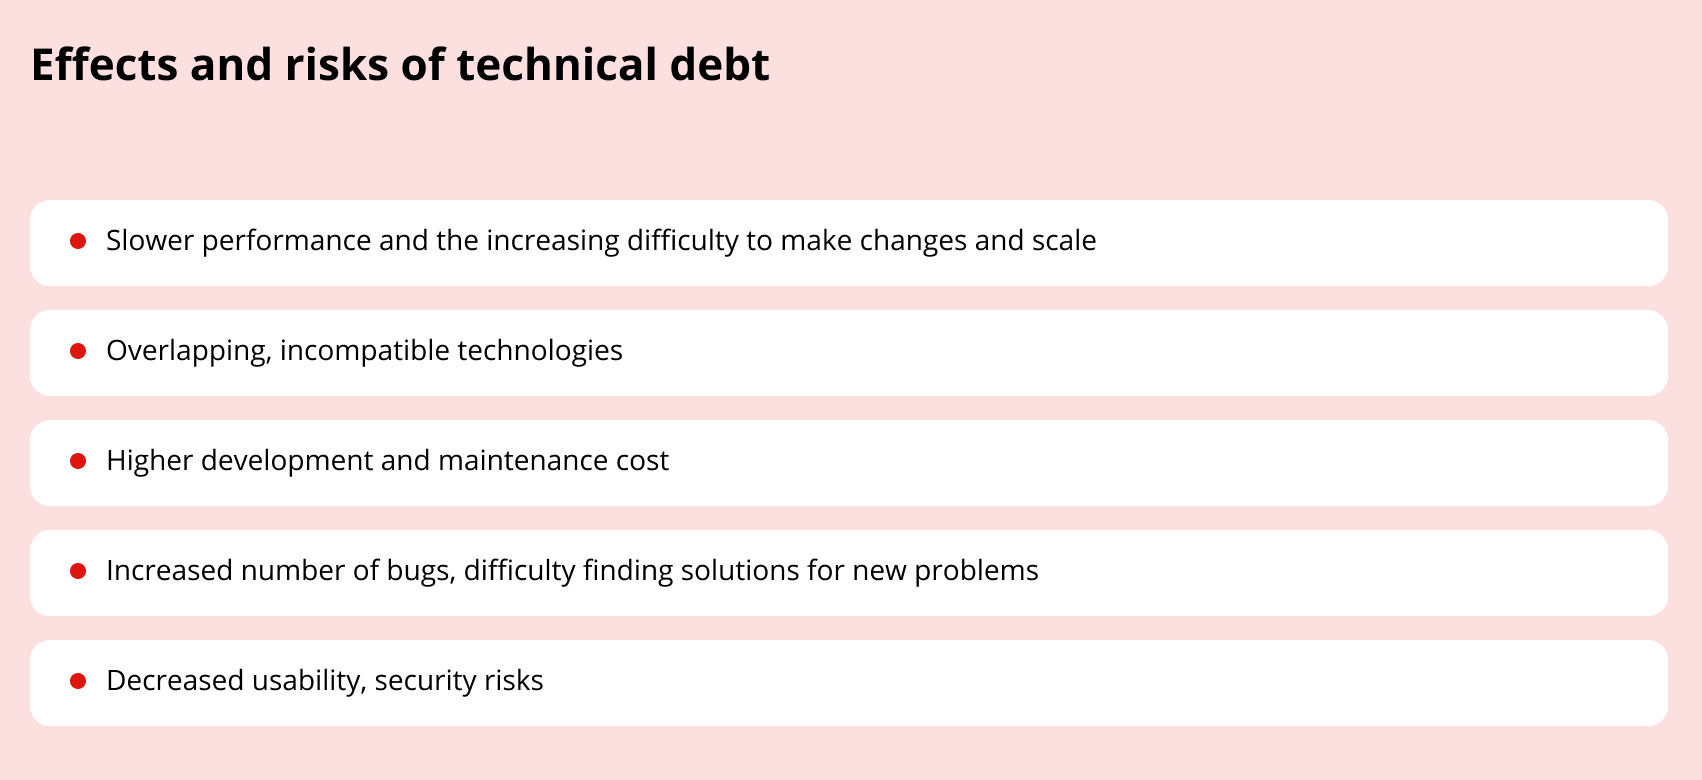 Effects and risks of technical debt
Slower performance and the increasing difficulty to make changes and scale
Overlapping, incompatible technologies
Higher development and maintenance cost
Increased number of bugs, difficulty finding solutions for new problems
Decreased usability, security risks